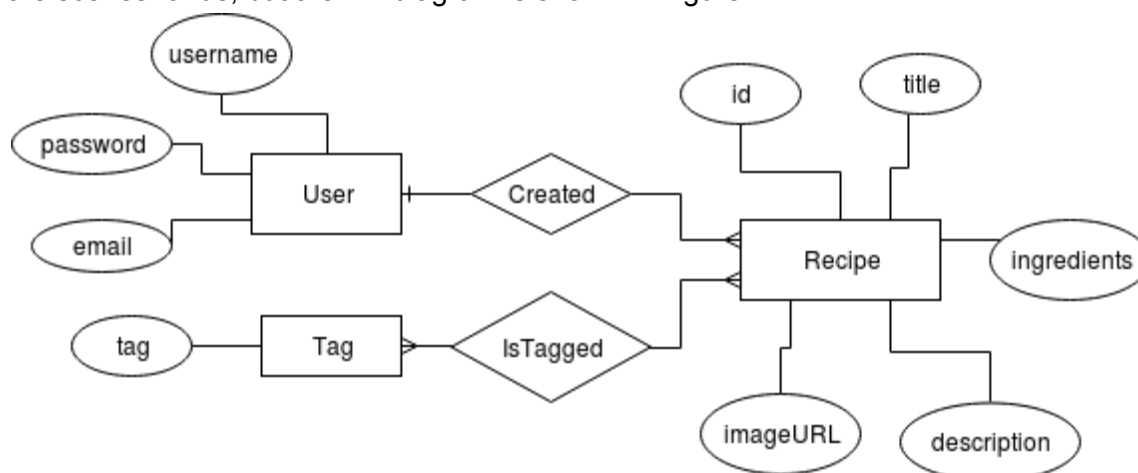 username
id
title
password
User
Created
email
Recipe
ingredients
tag
Tag
IsTagged
imageURL
description